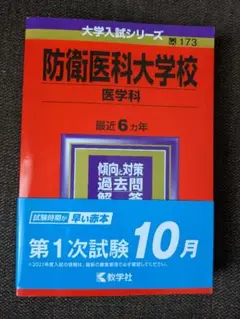 大学入試シリーズ
173
防衛医科大学校
医学科
最近6カ年
傾向と対策
過去問
解答
試験時期が早い赤本
第1次試験10月
教学社